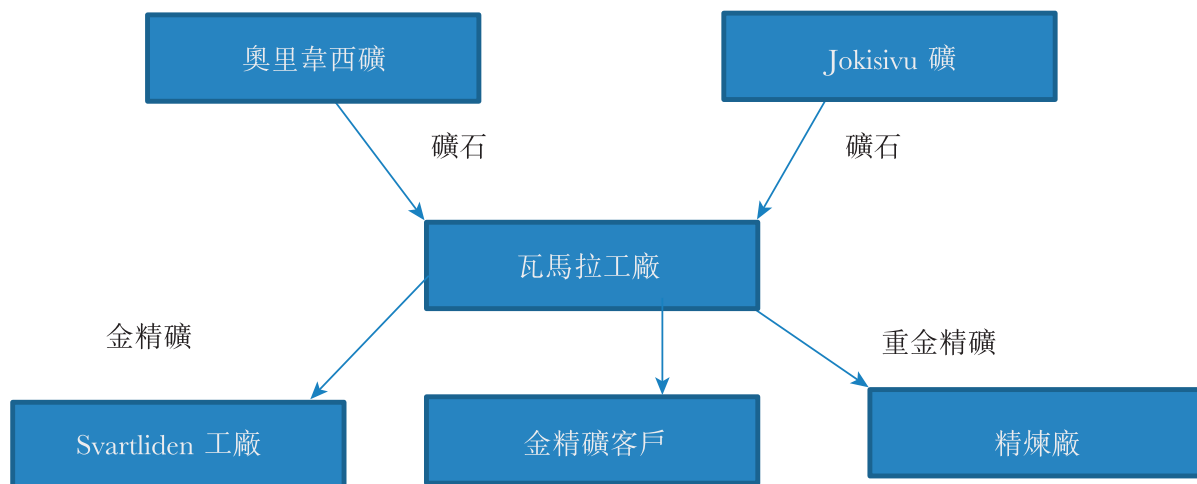 奧里韋西礦
Jokisivu 礦
礦石
礦石
瓦馬拉工廠
金精礦
重金精礦
Svartliden 工廠
金精礦客戶
精煉廠